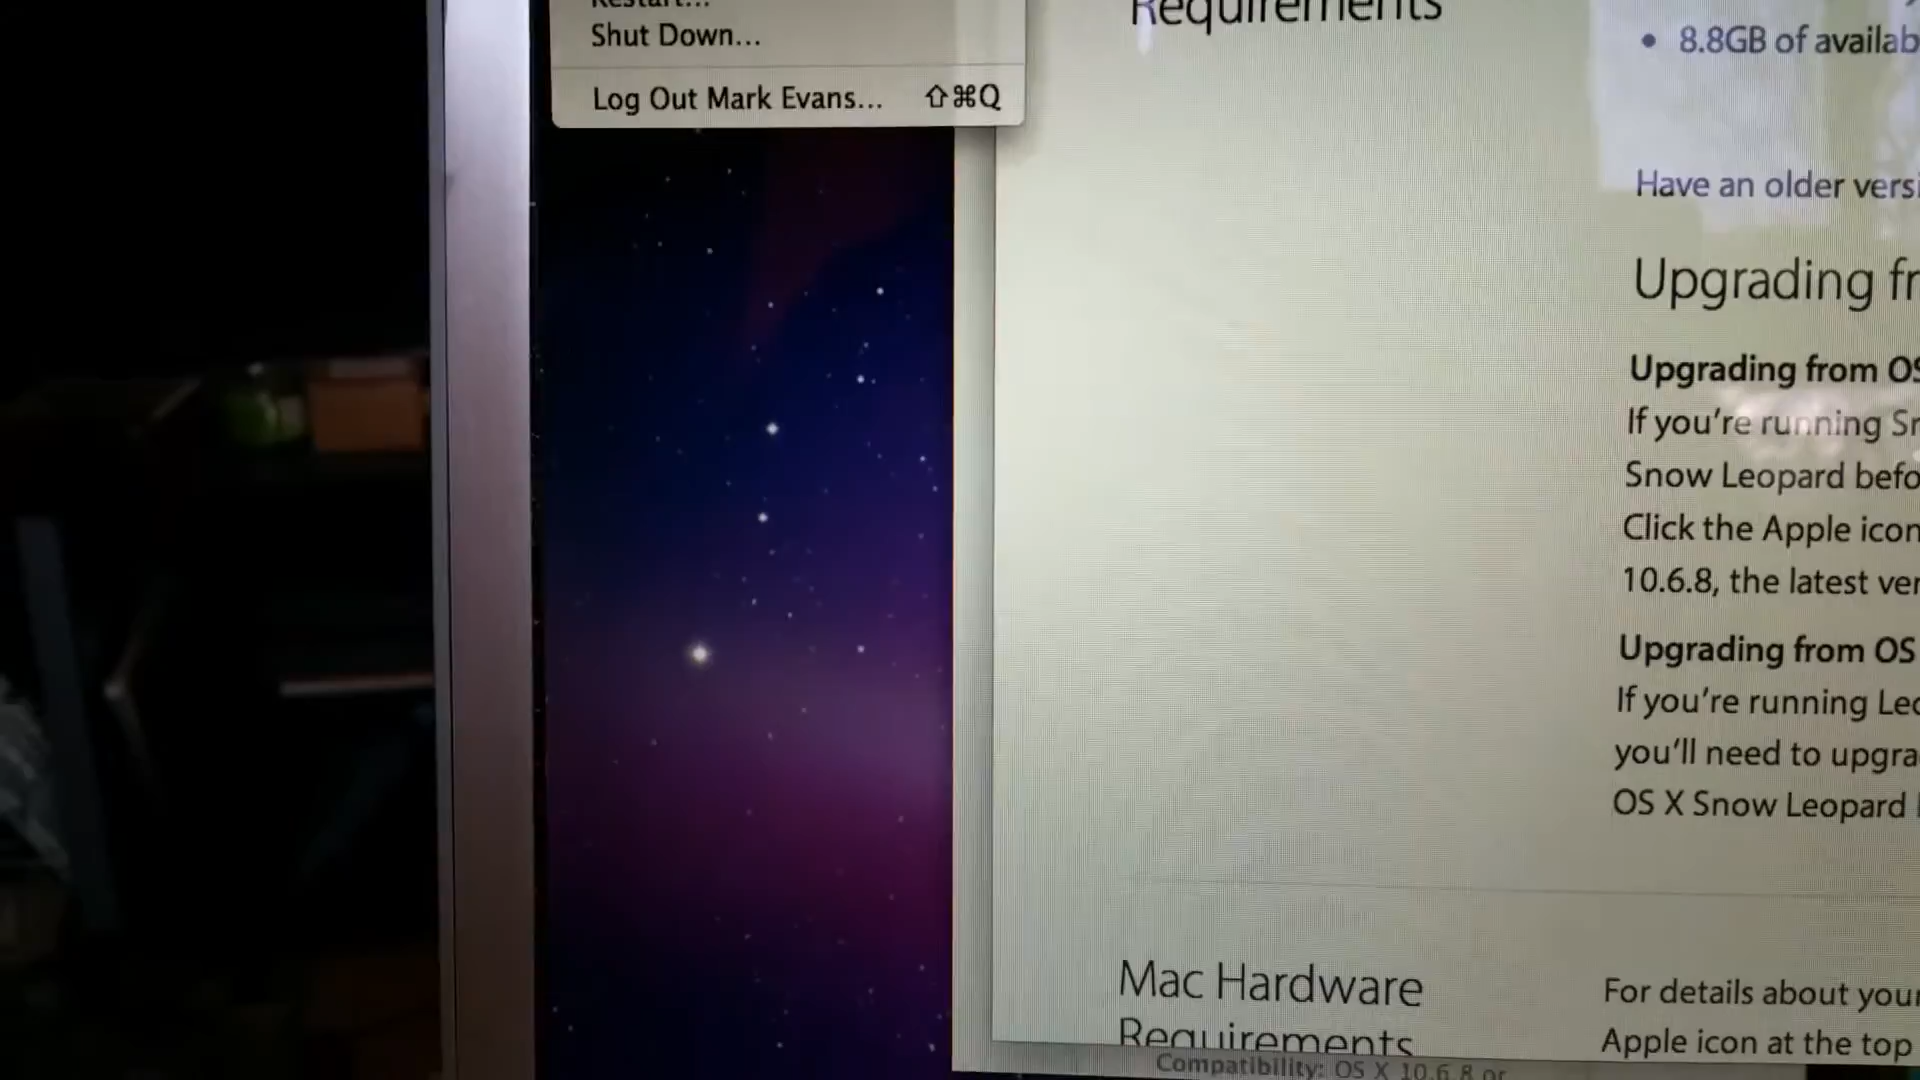 Restart...
Shut Down...
Log Out Mark Evans... ⇧⌘Q
Requirements
• 8.8GB of availab
Have an older versi
Upgrading fr
Upgrading from OS
If you're running Sn
Snow Leopard befo
Click the Apple icon
10.6.8, the latest ver
Upgrading from OS
If you're running Leo
you'll need to upgra
OS X Snow Leopard
Mac Hardware
Requirements
For details about your
Apple icon at the top
Compatibility: OS X 10.6.8 or